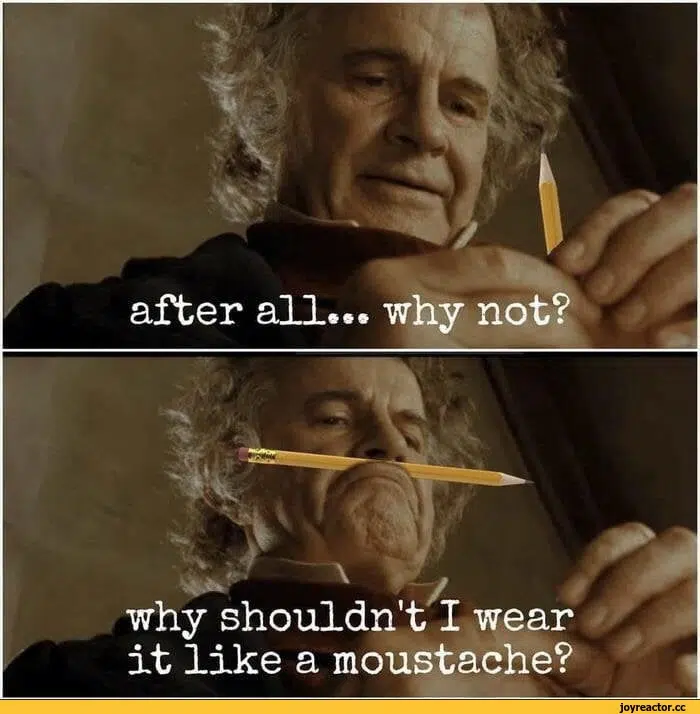 after all... why not?
why shouldn't I wear
it like a moustache?
joyreactor.cc